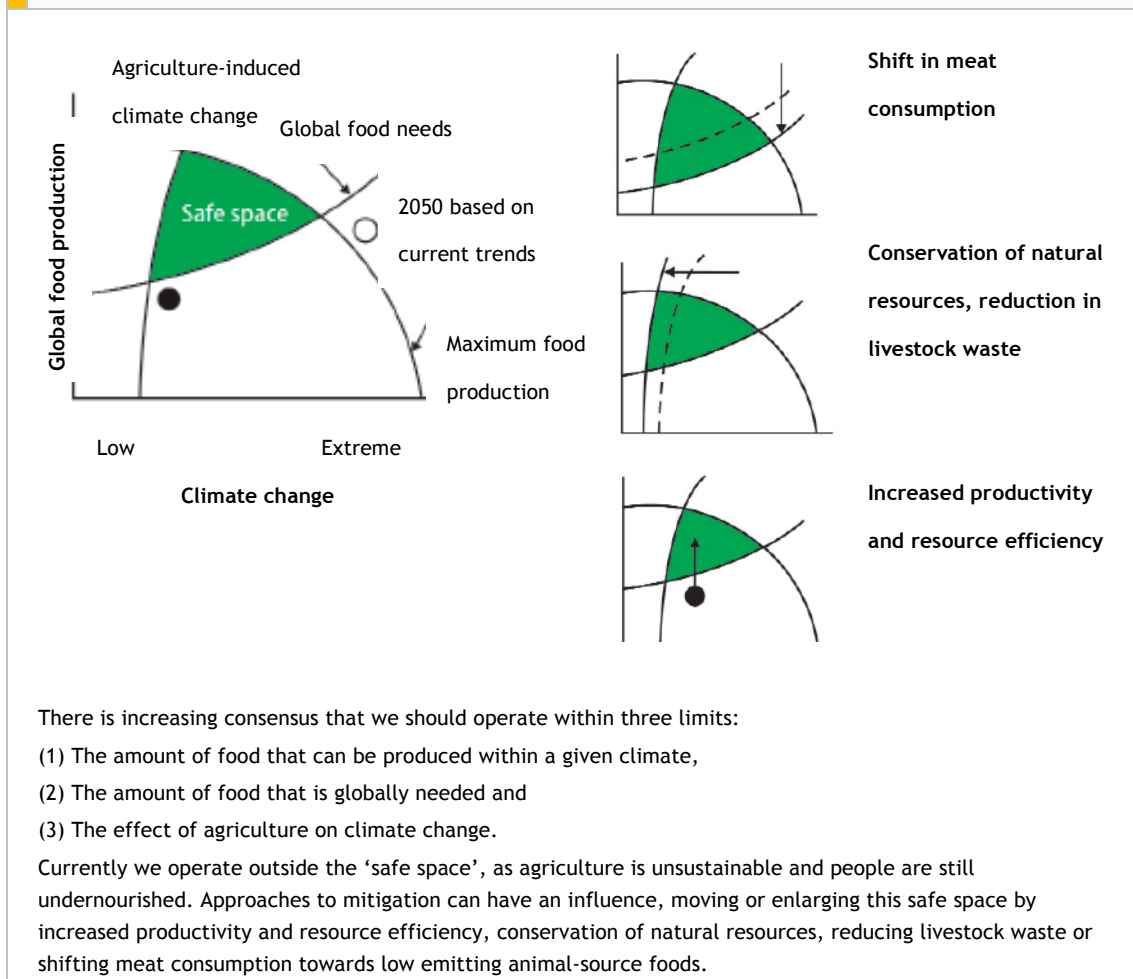 Agriculture-induced
climate change
Global food needs
Global food production
Safe space
2050 based on
current trends
Maximum food
production
Low
Extreme
Climate change
Shift in meat
consumption
Conservation of natural
resources, reduction in
livestock waste
Increased productivity
and resource efficiency
There is increasing consensus that we should operate within three limits:
(1) The amount of food that can be produced within a given climate,
(2) The amount of food that is globally needed and
(3) The effect of agriculture on climate change.
Currently we operate outside the ‘safe space’, as agriculture is unsustainable and people are still
undernourished. Approaches to mitigation can have an influence, moving or enlarging this safe space by
increased productivity and resource efficiency, conservation of natural resources, reducing livestock waste or
shifting meat consumption towards low emitting animal-source foods.